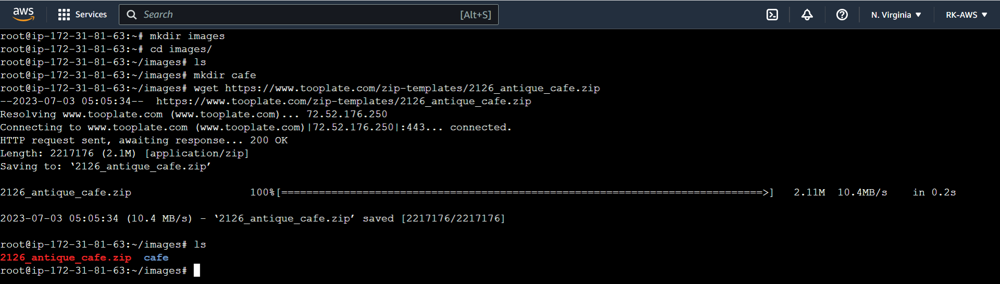 aws Services Search [Alt+S] N. Virginia RK-AWS
root@ip-172-31-81-63:~# mkdir images
root@ip-172-31-81-63:~# cd images/
root@ip-172-31-81-63:~/images# ls
root@ip-172-31-81-63:~/images# mkdir cafe
root@ip-172-31-81-63:~/images# wget https://www.tooplate.com/zip-templates/2126_antique_cafe.zip
--2023-07-03 05:05:34--  https://www.tooplate.com/zip-templates/2126_antique_cafe.zip
Resolving www.tooplate.com (www.tooplate.com)... 72.52.176.250
Connecting to www.tooplate.com (www.tooplate.com)|72.52.176.250|:443... connected.
HTTP request sent, awaiting response... 200 OK
Length: 2217176 (2.1M) [application/zip]
Saving to: ‘2126_antique_cafe.zip’
2126_antique_cafe.zip 100%[=============================================================================>] 2.11M 10.4MB/s in 0.2s
2023-07-03 05:05:34 (10.4 MB/s) - ‘2126_antique_cafe.zip’ saved [2217176/2217176]
root@ip-172-31-81-63:~/images# ls
2126_antique_cafe.zip  cafe
root@ip-172-31-81-63:~/images#